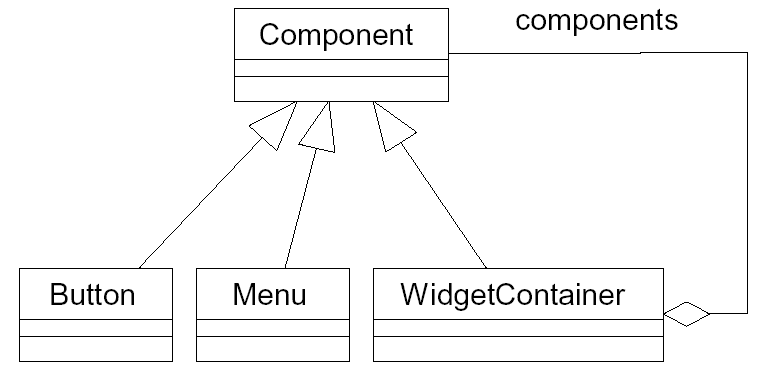 components
Component
Button
Menu
WidgetContainer